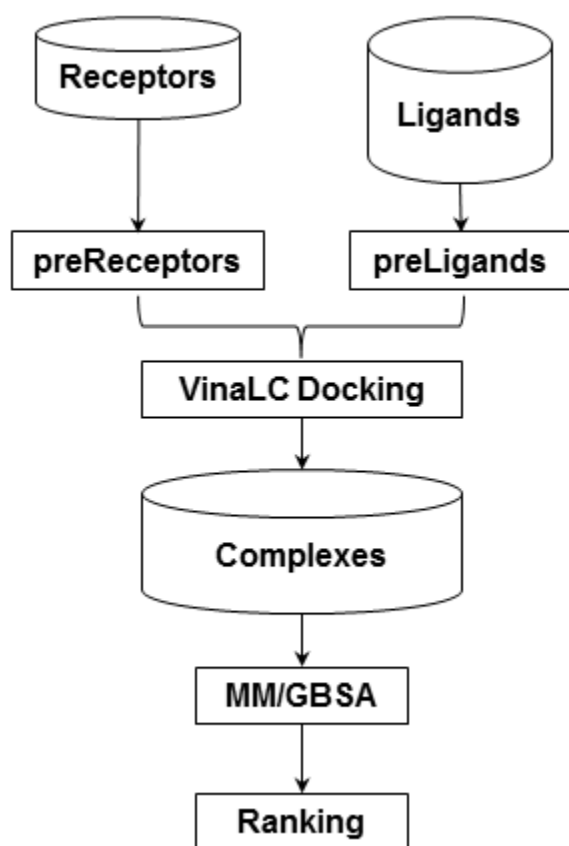 Receptors
Ligands
preReceptors
preLigands
VinaLC Docking
Complexes
MM/GBSA
Ranking